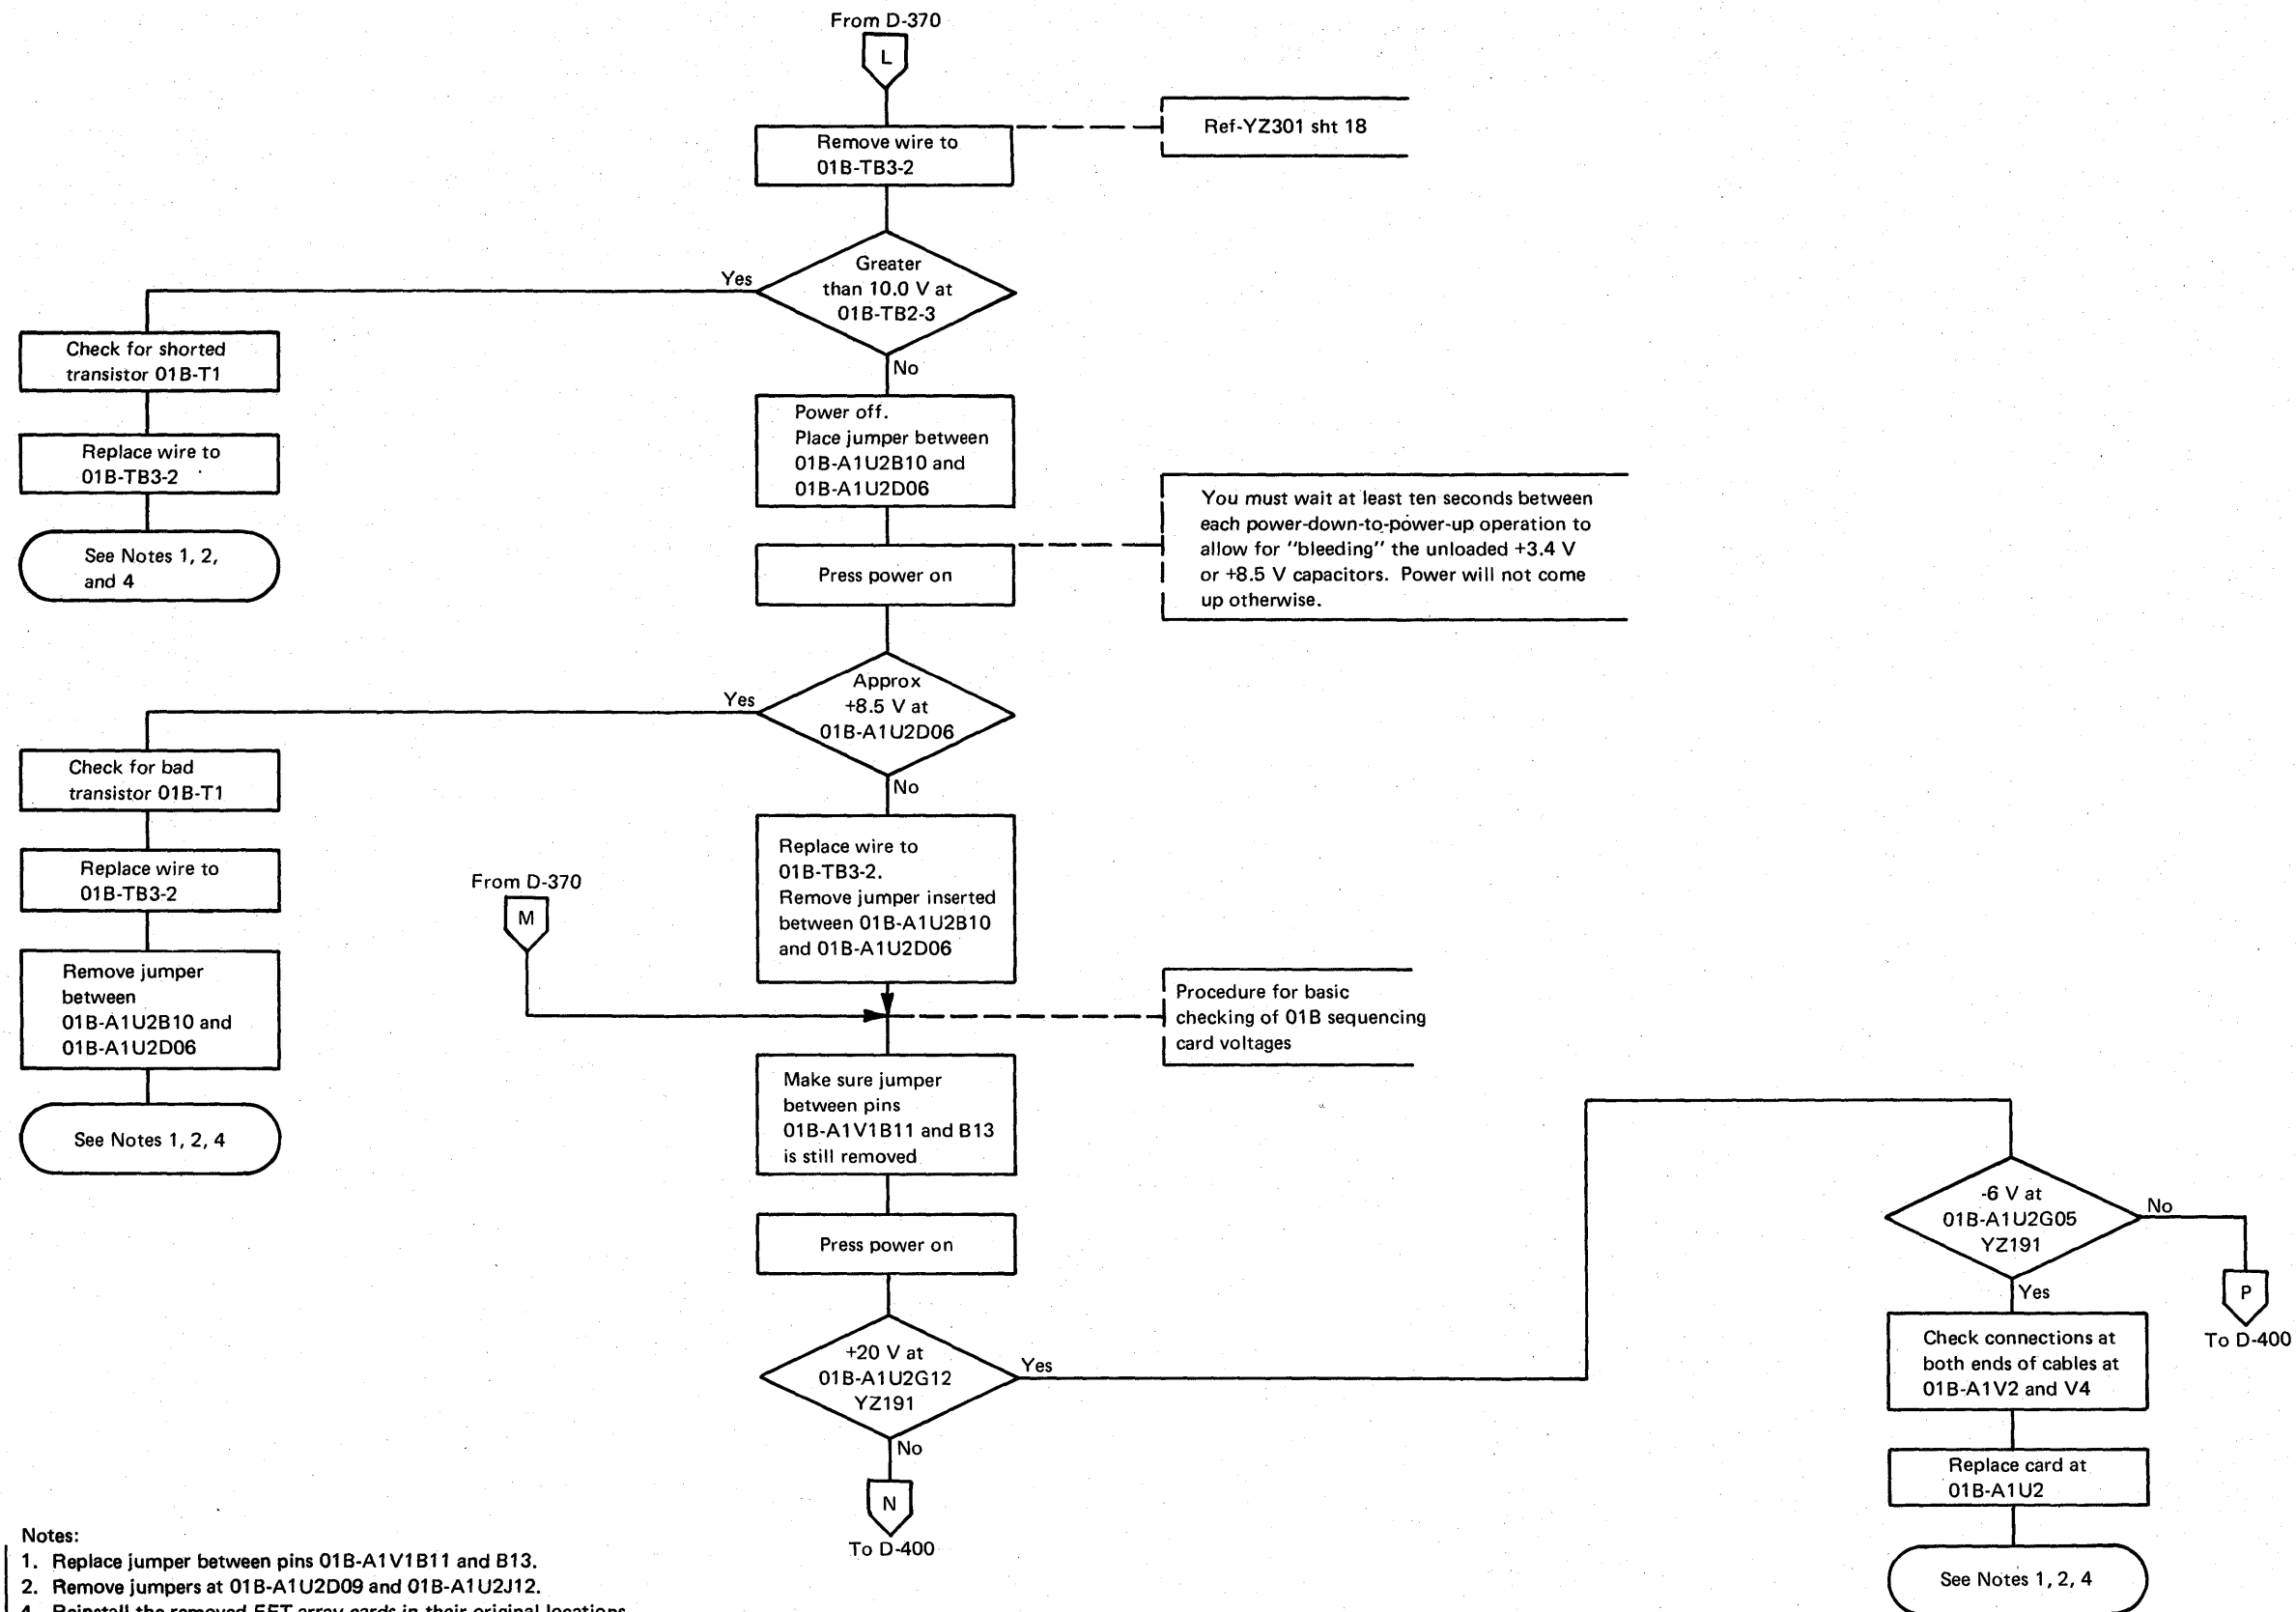 From D-370
L
Remove wire to
01B-TB3-2
Ref-YZ301 sht 18
Greater
than 10.0 V at
01B-TB2-3
Yes
No
Check for shorted
transistor 01B-T1
Replace wire to
01B-TB3-2
See Notes 1, 2,
and 4
Power off.
Place jumper between
01B-A1U2B10 and
01B-A1U2D06
Press power on
You must wait at least ten seconds between
each power-down-to-power-up operation to
allow for "bleeding" the unloaded +3.4 V
or +8.5 V capacitors. Power will not come
up otherwise.
Approx
+8.5 V at
01B-A1U2D06
Yes
No
Check for bad
transistor 01B-T1
Replace wire to
01B-TB3-2
Remove jumper
between
01B-A1U2B10 and
01B-A1U2D06
See Notes 1, 2, 4
Replace wire to
01B-TB3-2.
Remove jumper inserted
between 01B-A1U2B10
and 01B-A1U2D06
From D-370
M
Procedure for basic
checking of 01B sequencing
card voltages
Make sure jumper
between pins
01B-A1V1B11 and B13
is still removed
Press power on
+20 V at
01B-A1U2G12
YZ191
Yes
No
N
To D-400
-6 V at
01B-A1U2G05
YZ191
No
P
To D-400
Yes
Check connections at
both ends of cables at
01B-A1V2 and V4
Replace card at
01B-A1U2
See Notes 1, 2, 4
Notes:
1. Replace jumper between pins 01B-A1V1B11 and B13.
2. Remove jumpers at 01B-A1U2D09 and 01B-A1U2J12.
4. Reinstall the removed FET array cards in their original locations